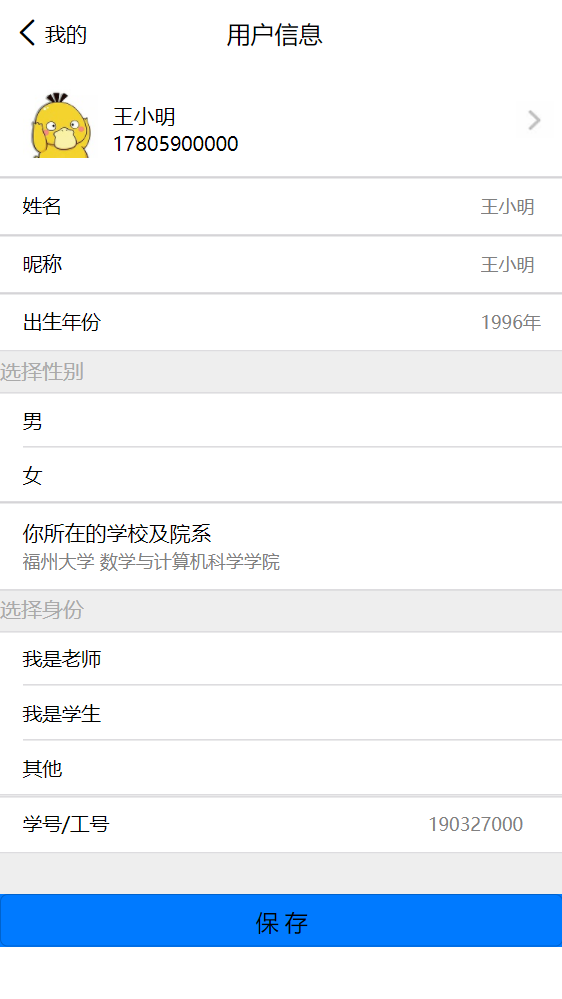 我的
用户信息
王小明
17805900000
姓名 王小明
昵称 王小明
出生年份 1996年
选择性别
男
女
你所在的学校及院系
福州大学 数学与计算机科学学院
选择身份
我是老师
我是学生
其他
学号/工号 190327000
保 存